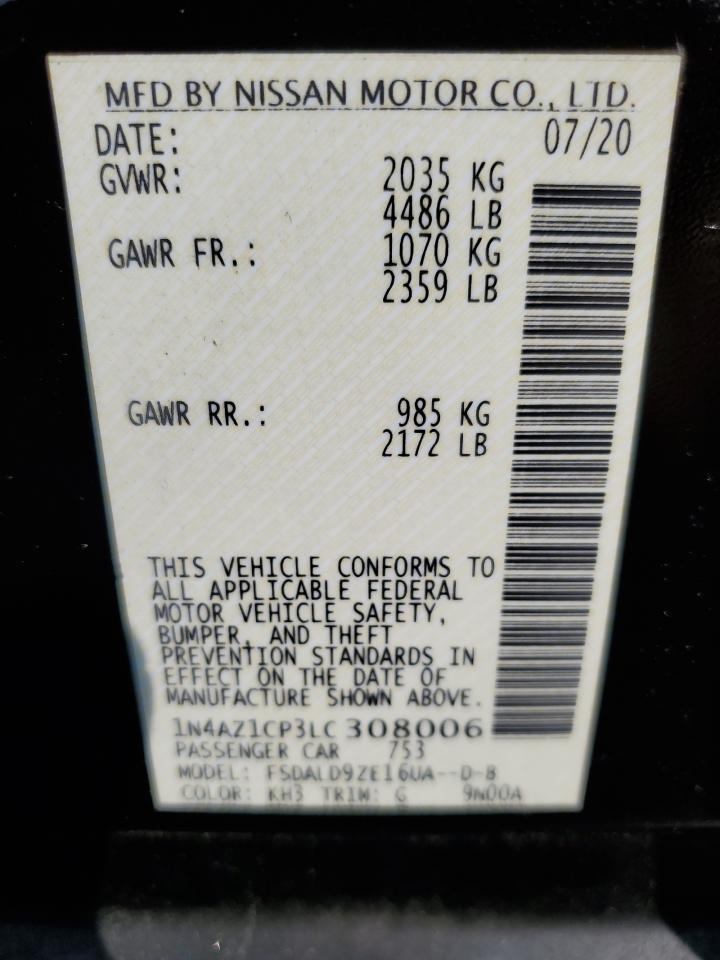 MFD BY NISSAN MOTOR CO., LTD.
DATE: 07/20
GVWR: 2035 KG
4486 LB
GAWR FR.: 1070 KG
2359 LB
GAWR RR.: 985 KG
2172 LB
THIS VEHICLE CONFORMS TO
ALL APPLICABLE FEDERAL
MOTOR VEHICLE SAFETY,
BUMPER, AND THEFT
PREVENTION STANDARDS IN
EFFECT ON THE DATE OF
MANUFACTURE SHOWN ABOVE.
1N4AZ1CP3LC308006
PASSENGER CAR 753
MODEL: FSDALD9ZE16UA--D-B
COLOR: KH3 TRIM: G 9N00A